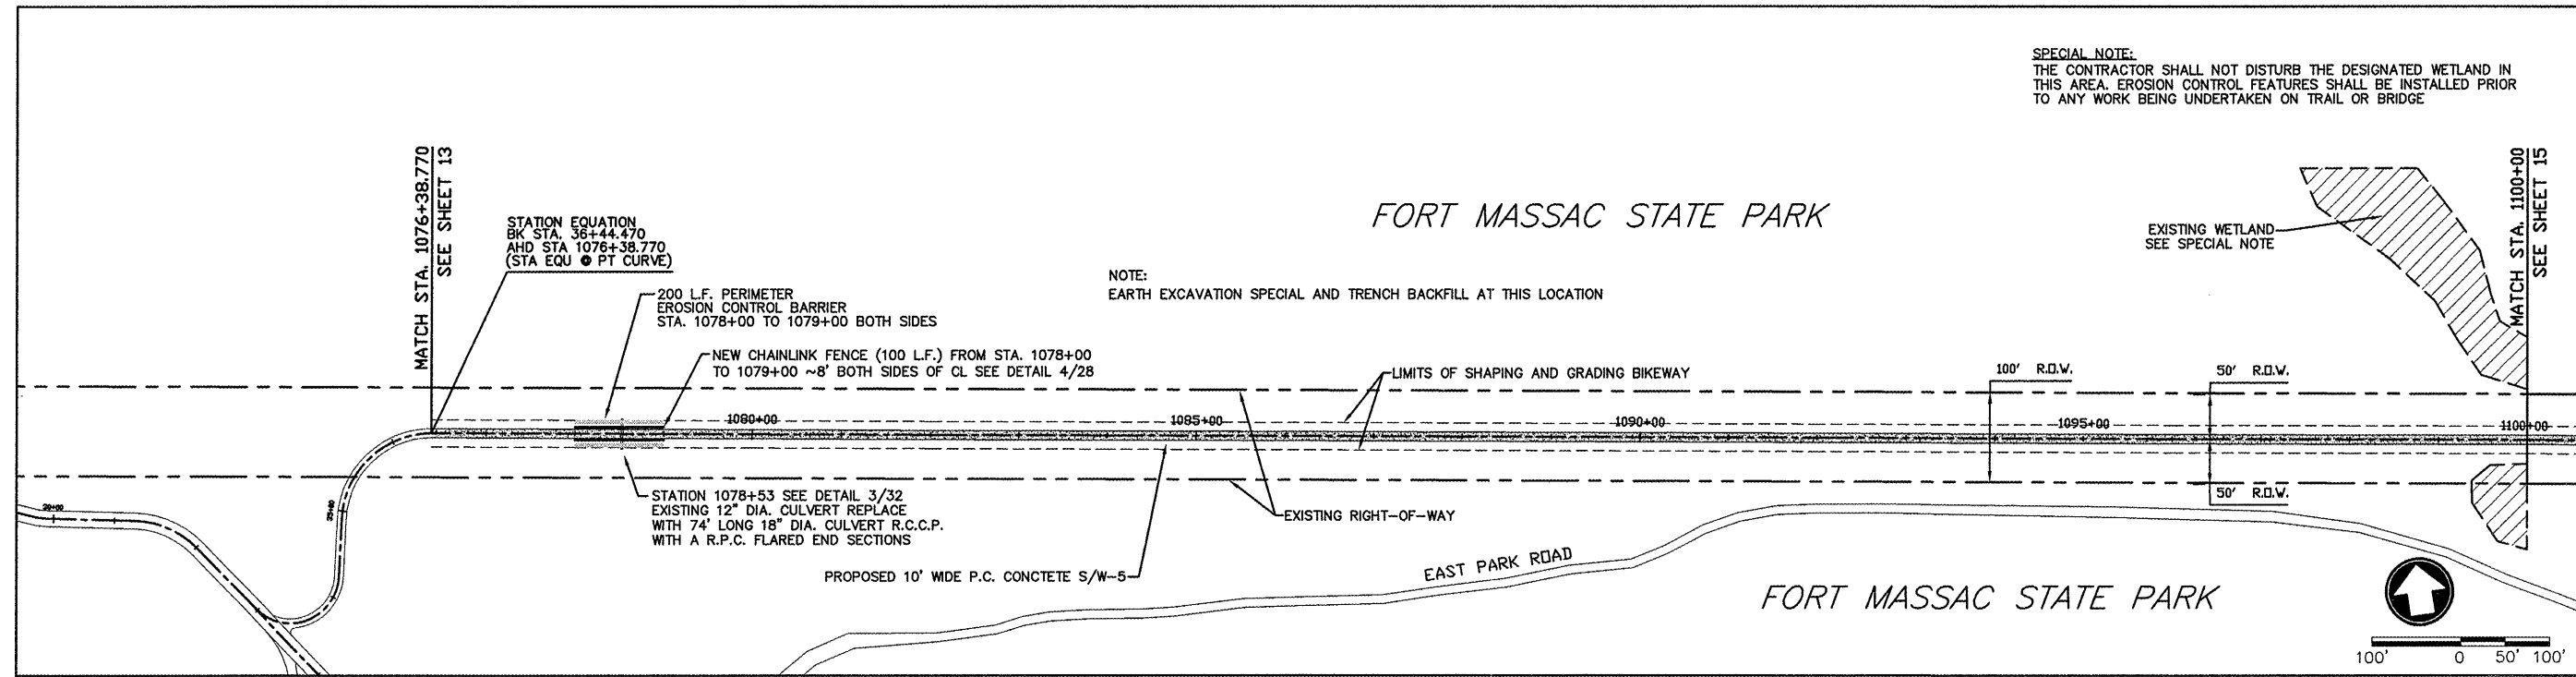 SPECIAL NOTE:
THE CONTRACTOR SHALL NOT DISTURB THE DESIGNATED WETLAND IN
THIS AREA. EROSION CONTROL FEATURES SHALL BE INSTALLED PRIOR
TO ANY WORK BEING UNDERTAKEN ON TRAIL OR BRIDGE
MATCH STA. 1076+38.770
SEE SHEET 13
STATION EQUATION
BK STA. 36+44.470
AHD STA 1076+38.770
(STA EQU @ PT CURVE)
FORT MASSAC STATE PARK
EXISTING WETLAND
SEE SPECIAL NOTE
MATCH STA. 1100+00
SEE SHEET 15
NOTE:
EARTH EXCAVATION SPECIAL AND TRENCH BACKFILL AT THIS LOCATION
200 L.F. PERIMETER
EROSION CONTROL BARRIER
STA. 1078+00 TO 1079+00 BOTH SIDES
NEW CHAINLINK FENCE (100 L.F.) FROM STA. 1078+00
TO 1079+00 ~8' BOTH SIDES OF CL SEE DETAIL 4/28
LIMITS OF SHAPING AND GRADING BIKEWAY
100' R.O.W.
50' R.O.W.
1080+00
1085+00
1090+00
1095+00
1100+00
STATION 1078+53 SEE DETAIL 3/32
EXISTING 12" DIA. CULVERT REPLACE
WITH 74' LONG 18" DIA. CULVERT R.C.C.P.
WITH A R.P.C. FLARED END SECTIONS
50' R.O.W.
EXISTING RIGHT-OF-WAY
35+00
PROPOSED 10' WIDE P.C. CONCTETE S/W-5
EAST PARK ROAD
FORT MASSAC STATE PARK
100' 0 50' 100'